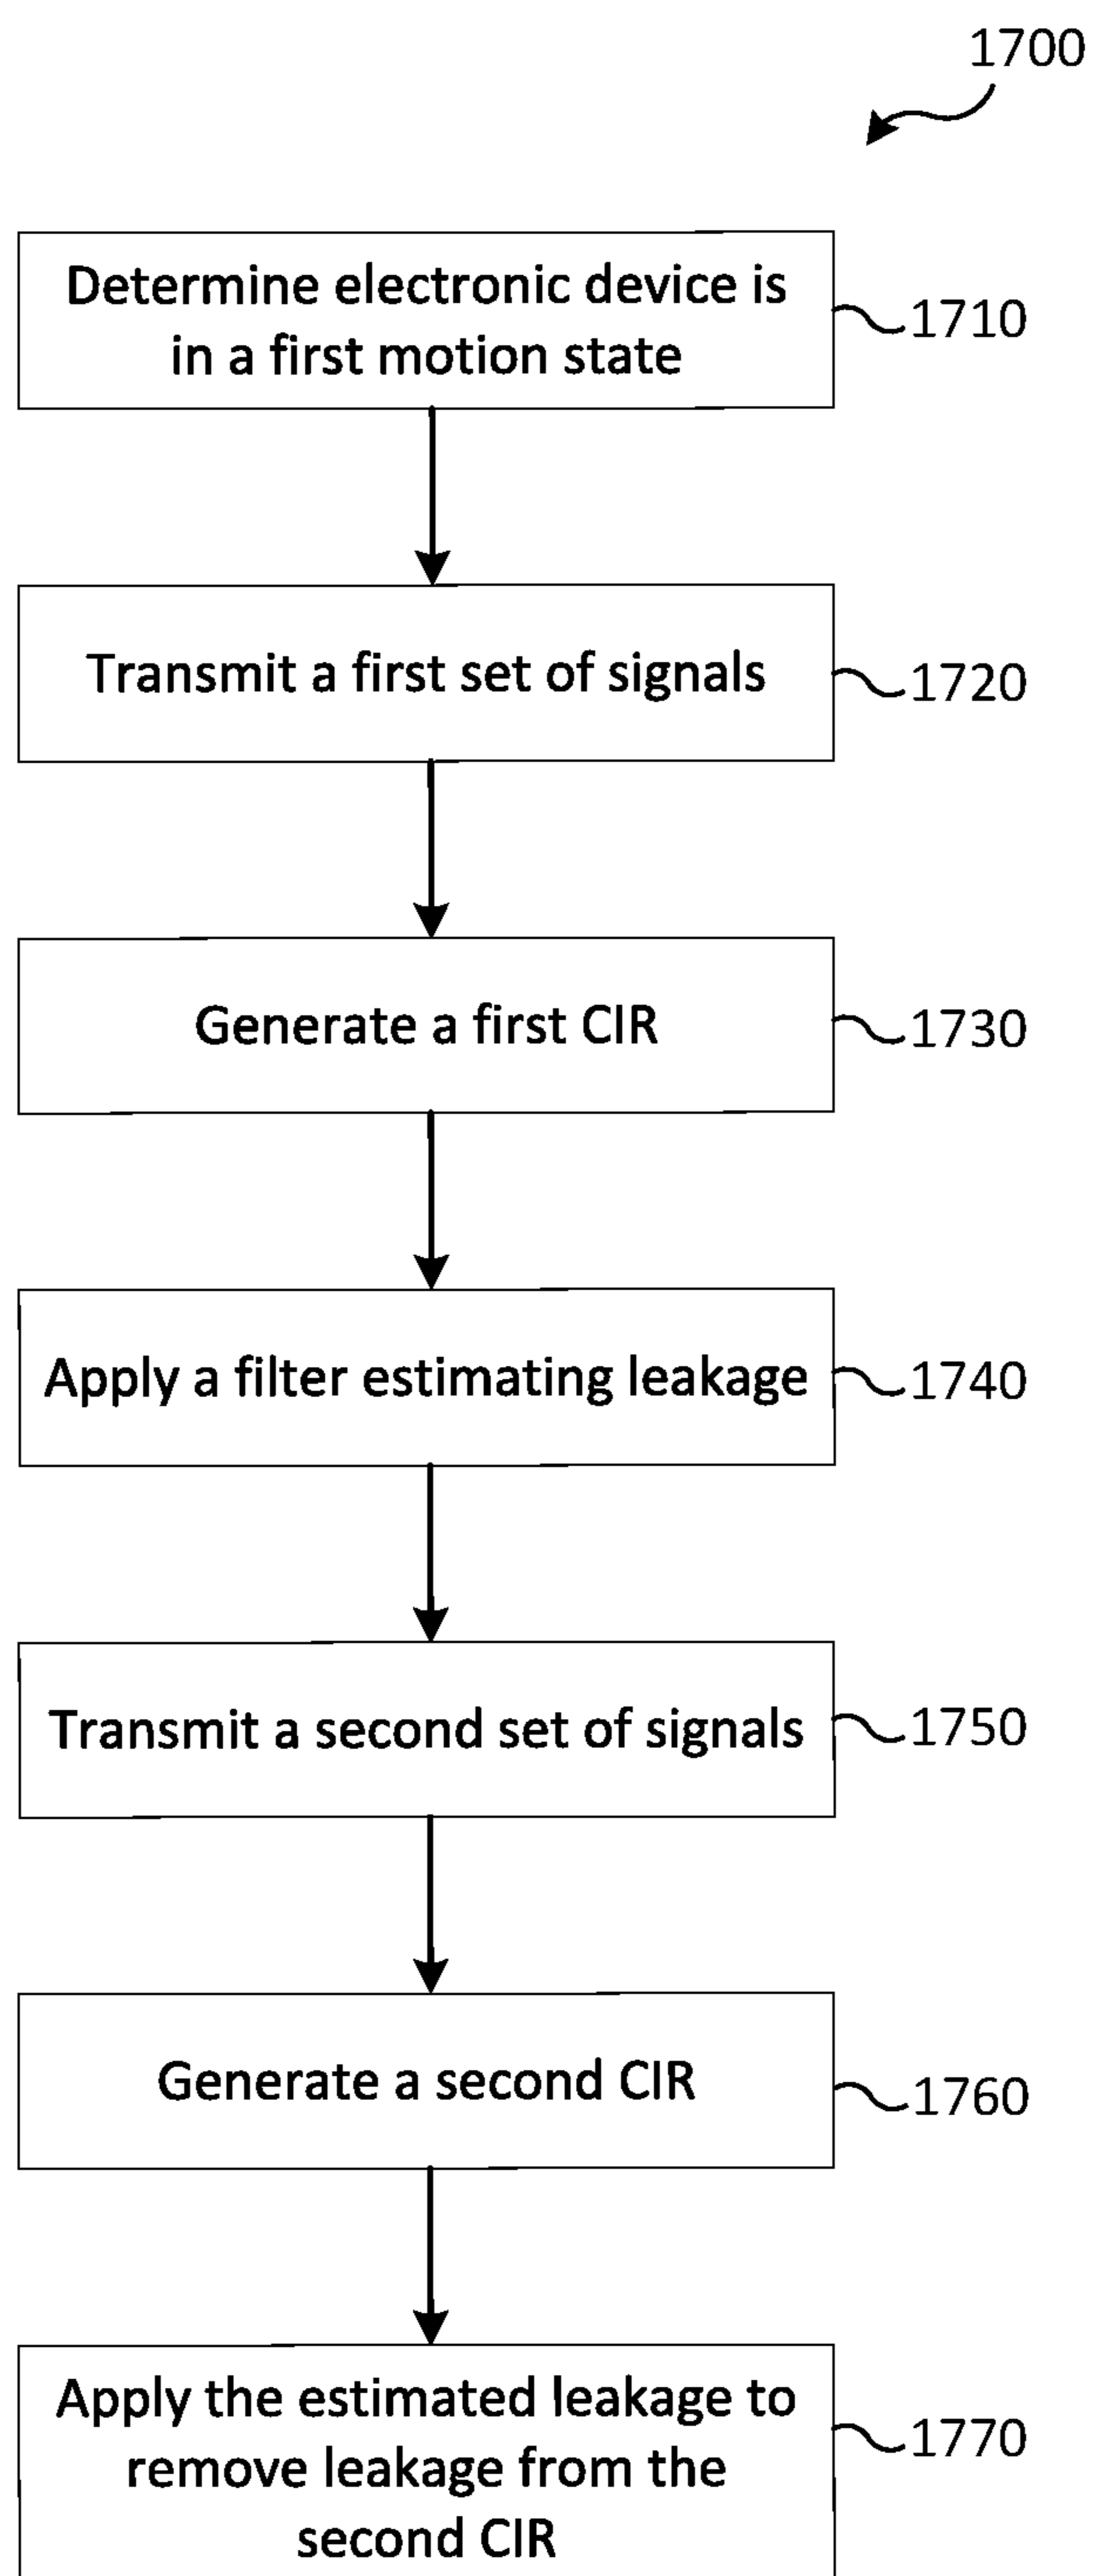 1700
Determine electronic device is
in a first motion state
1710
Transmit a first set of signals
1720
Generate a first CIR
1730
Apply a filter estimating leakage
1740
Transmit a second set of signals
1750
Generate a second CIR
1760
Apply the estimated leakage to
remove leakage from the
second CIR
1770